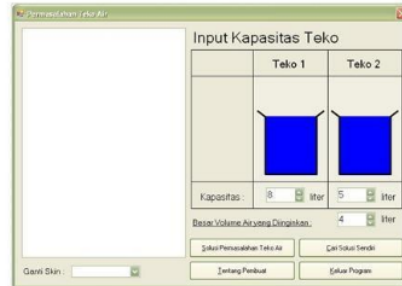 Permasalahan Teko Air
Input Kapasitas Teko
Teko 1 Teko 2
Kapasitas : 8 liter 5 liter
Besar Volume Air yang Diinginkan : 4 liter
Solusi Permasalahan Teko Air Cari Solusi Sendiri
Ganti Skin : Tentang Pembuat Keluar Program